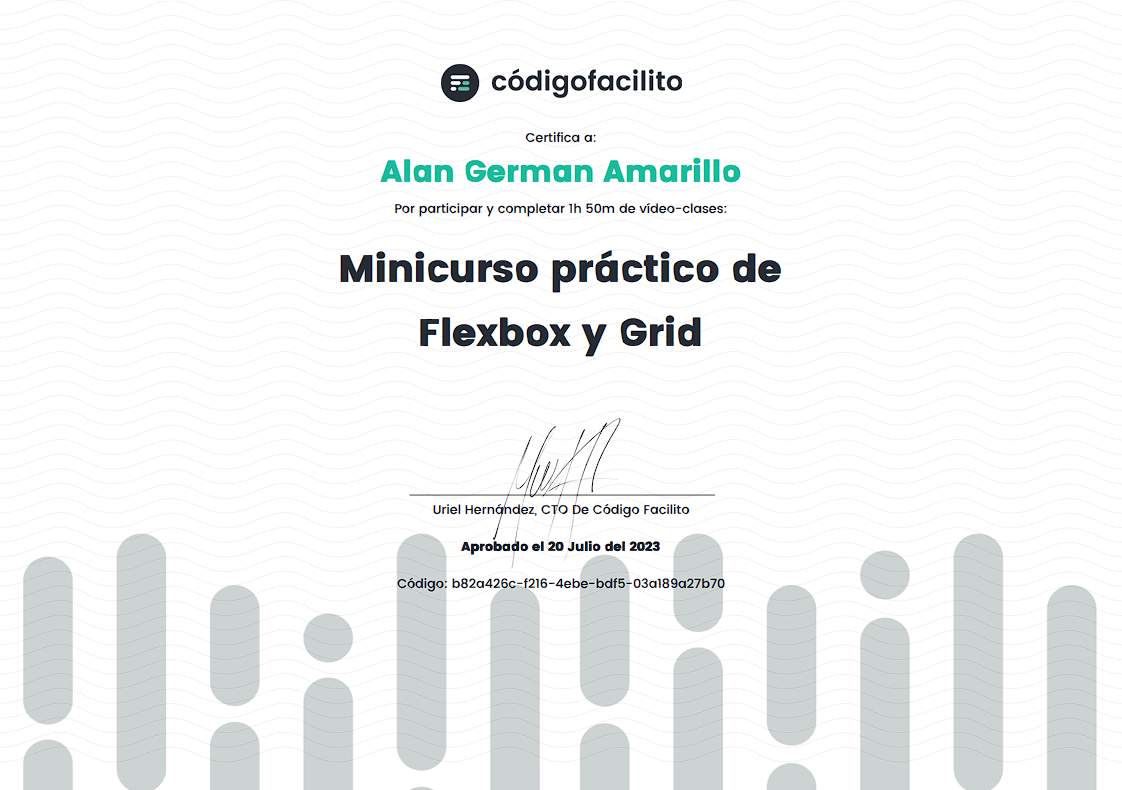 códigofacilito
Certifica a:
Alan German Amarillo
Por participar y completar 1h 50m de vídeo-clases:
Minicurso práctico de
Flexbox y Grid
Uriel Hernández, CTO De Código Facilito
Aprobado el 20 Julio del 2023
Código: b82a426c-f216-4ebe-bdf5-03a189a27b70